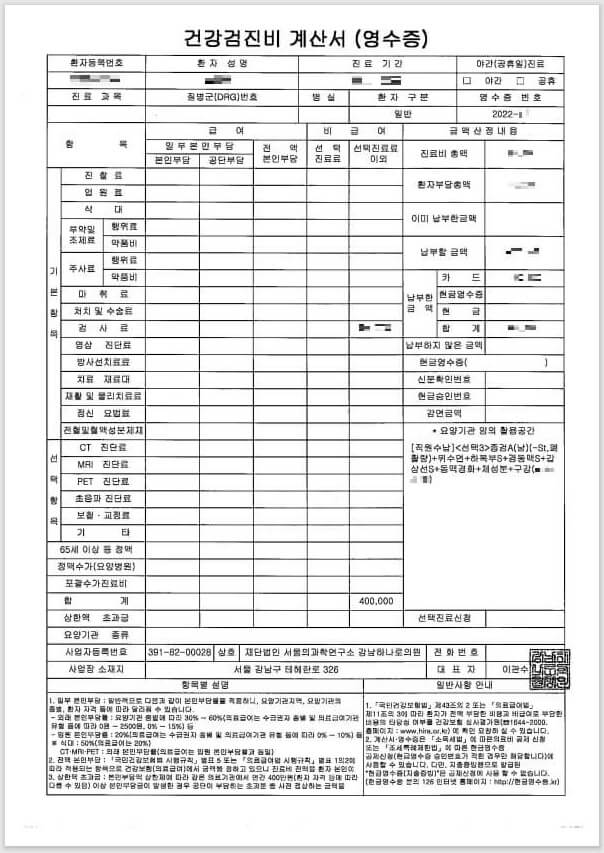 건강검진비 계산서 (영수증)
환자등록번호 환 자 성 명 진 료 기 간 야간(공휴일)진료
□ 야간 □ 공휴
진 료 과 목 질병군(DRG)번호 병 실 환 자 구 분 영 수 증 번 호
일반 2022-
항 목 급 여 비 급 여 금 액 산 정 내 용
일 부 본 인 부 담 전 액 본인부담 선 택 진료료 선택진료료 이외
본인부담 공단부담
진료비 총액
기 본 항 목
진 찰 료
환자부담총액
입 원 료
식 대
이미 납부한금액
투약및 조제료 행위료
약품비
납부할 금액
주사료 행위료
약품비
납부한 금 액 카 드
마 취 료
현금영수증
처치 및 수술료
현 금
검 사 료
합 계
영상 진단료
납부하지 않은 금액
방사선치료료
현금영수증( )
치료 재료대
신분확인번호
재활 및 물리치료료
현금승인번호
정신 요법료
감면금액
전혈및혈액성분제제
* 요양기관 임의 활용공간
[직원수납]<선택3>종검A(남)(-St,폐
활량)+위수면+하복부S+경동맥S+갑
상선S+동맥경화+체성분+구강(
선 택 항 목
CT 진단료
MRI 진단료
PET 진단료
초음파 진단료
보철·교정료
기 타
65세 이상 등 정액
정액수가(요양병원)
포괄수가진료비
합 계 400,000
상한액 초과금 선택진료신청
요양기관 종류
사업자등록번호 391-82-00028 상호 재단법인 서울의과학연구소 강남하나로의원 전 화 번 호
사업장 소재지 서울 강남구 테헤란로 326 대 표 자 이관수
항목별 설명 일반사항 안내
1. 일부 본인부담률 : 일반적으로 다음과 같이 본인부담률을 적용하나, 요양기관지역, 요양기관의
종별, 환자 자격 등에 따라 달라질 수 있습니다.
- 외래 본인부담률 : 요양기관 종별에 따라 30% ~ 60%(의료급여는 수급권자 종별 및 의료급여기관
유형 등에 따라 0원 ~ 2500원, 0% ~ 15%)
- 입원 본인부담률 : 20%(의료급여는 수급권자 종별 및 의료급여기관 유형 등에 따라 0% ~ 10%) 등
※ 식대 : 50%(의료급여는 20%)
CT·MRI·PET : 외래 본인부담률(의료급여는 입원 본인부담률과 동일)
2. 전액 본인부담 : 「국민건강보험법 시행규칙」 별표 5 또는 「의료급여법 시행규칙」 별표 1의2에
따라 적용되는 항목으로 건강보험(의료급여)에서 금액을 정하고 있으나 진료비 전액을 환자 본인이
3. 상한액 초과금 : 본인부담액 상한제에 따라 같은 의료기관에서 연간 400만원(환자 자격 등에 따라
다를 수 있음) 이상 본인부담금이 발생한 경우 공단이 부담하는 초과분 중 사전 정산하는 금액을
1. 「국민건강보험법」 제43조의 2 또는 「의료급여법」
제11조의 3에 따라 환자가 전액 부담한 비용과 비급여로 부담한
비용의 타당성 여부를 건강보험 심사평가원(☎1644-2000,
홈페이지 : www.hira.or.kr) 에 확인 요청하실 수 있습니다.
2. 계산서·영수증은 「소득세법」에 따른의료비 공제 신청
또는 「조세특례제한법」에 따른 현금영수증
공제신청(현금영수증 승인번호가 적힌 경우만 해당합니다)에
사용할 수 있습니다. 다만, 지출증빙용으로 발급된
"현금영수증(지출증빙)"은 공제신청에 사용 할 수 없습니다.
(현금영수증 문의 126 인터넷 홈페이지 : http://현금영수증.kr)